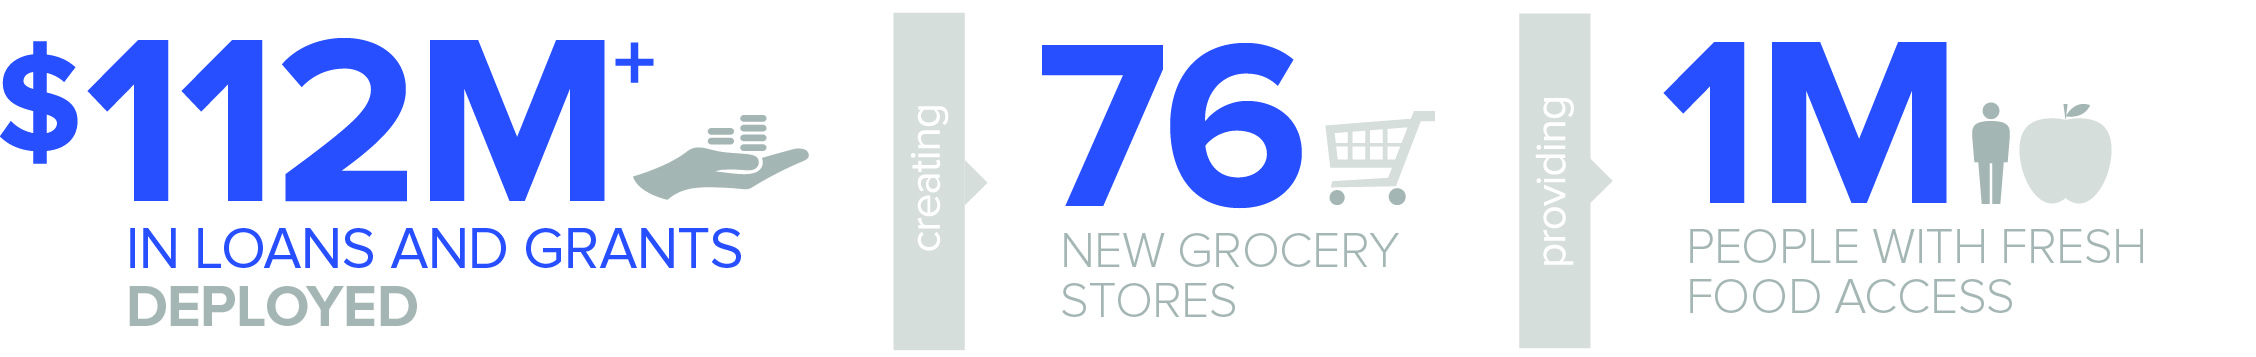 $112M+
IN LOANS AND GRANTS
DEPLOYED
creating
76
NEW GROCERY
STORES
providing
1M
PEOPLE WITH FRESH
FOOD ACCESS